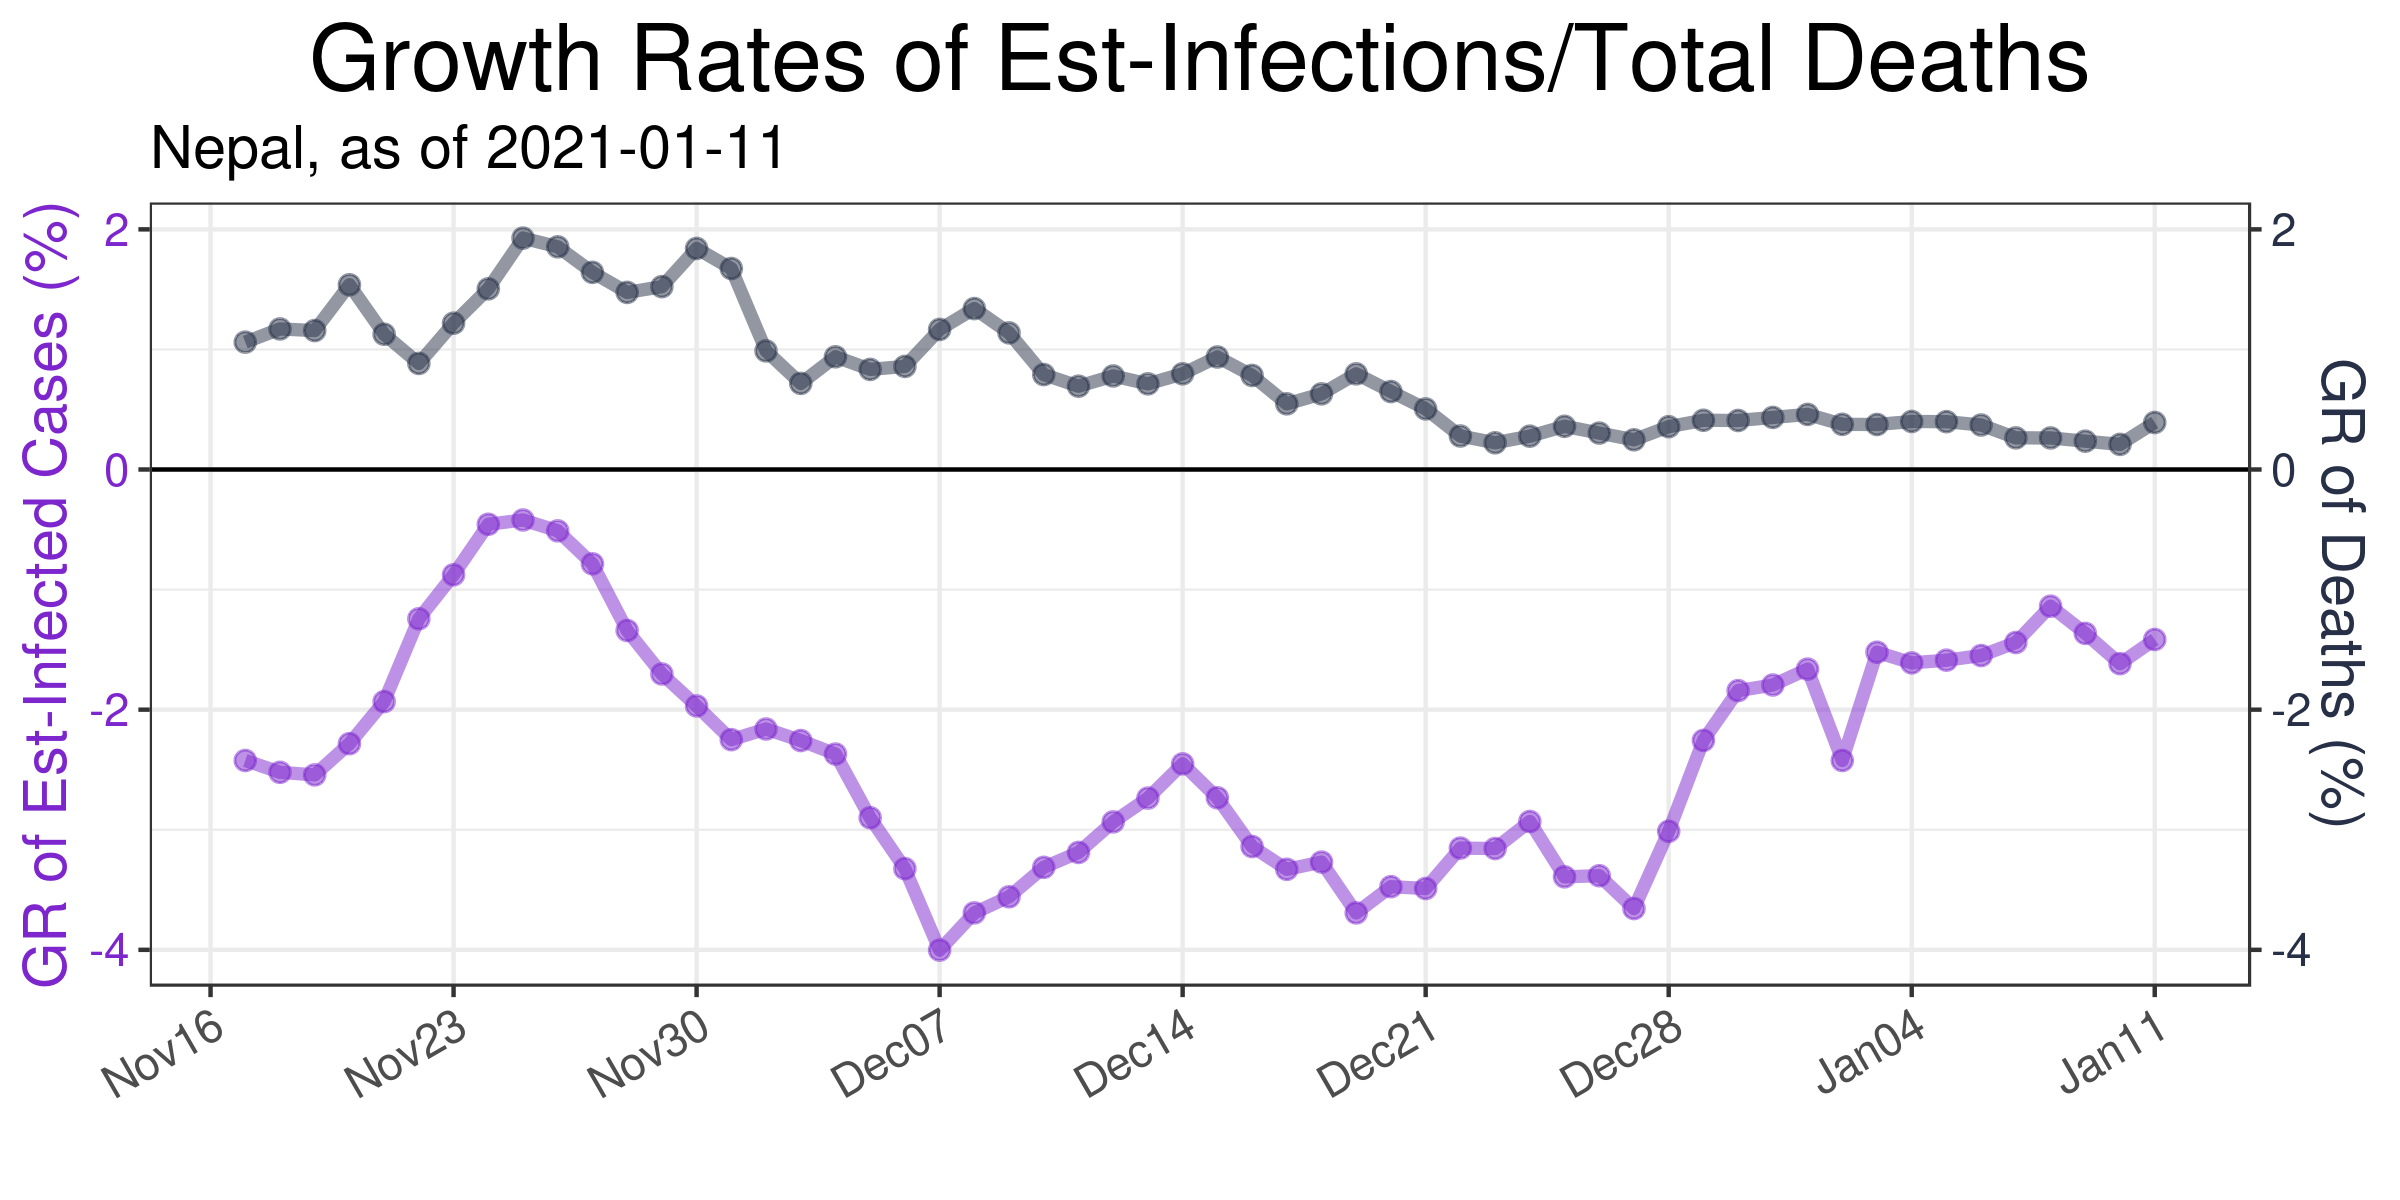 Growth Rates of Est-Infections/Total Deaths
Nepal, as of 2021-01-11
GR of Est-Infected Cases (%)
2
0
-2
-4
2
0
-2
-4
GR of Deaths (%)
Nov16
Nov23
Nov30
Dec07
Dec14
Dec21
Dec28
Jan04
Jan11